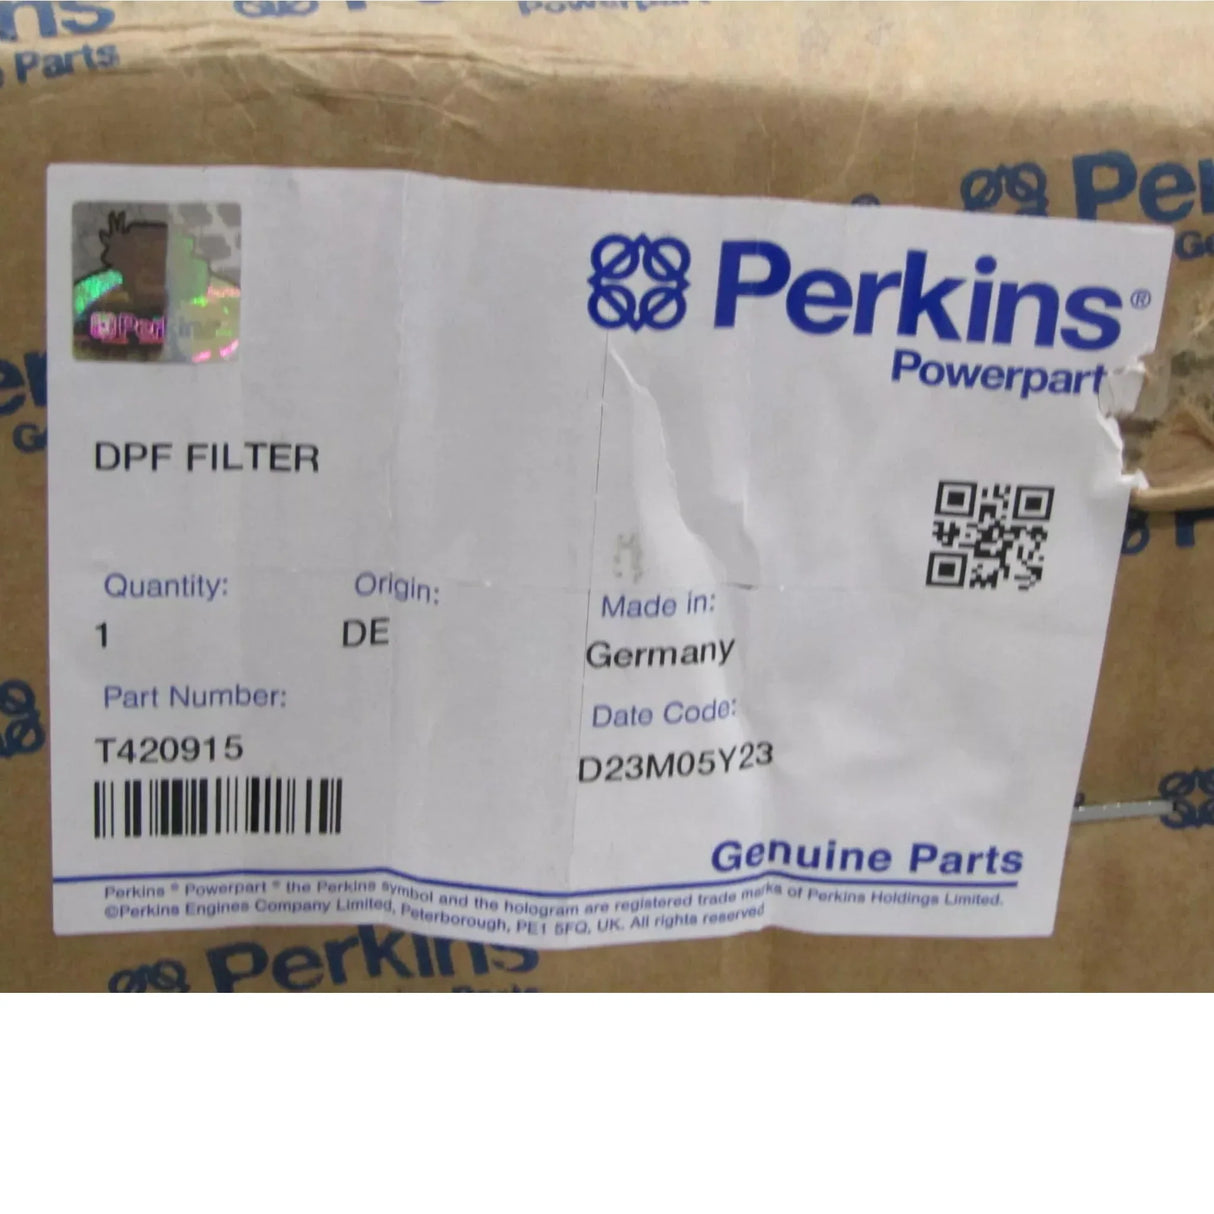 Parts
Perkins®
Powerpart
DPF FILTER
Quantity:
Origin:
Made in:
1
DE
Germany
Part Number:
Date Code:
T420915
D23M05Y23
Genuine Parts
Perkins ® Powerpart ® the Perkins symbol and the hologram are registered trade marks of Perkins Holdings Limited.
©Perkins Engines Company Limited, Peterborough, PE1 5FQ, UK. All rights reserved
Perkins